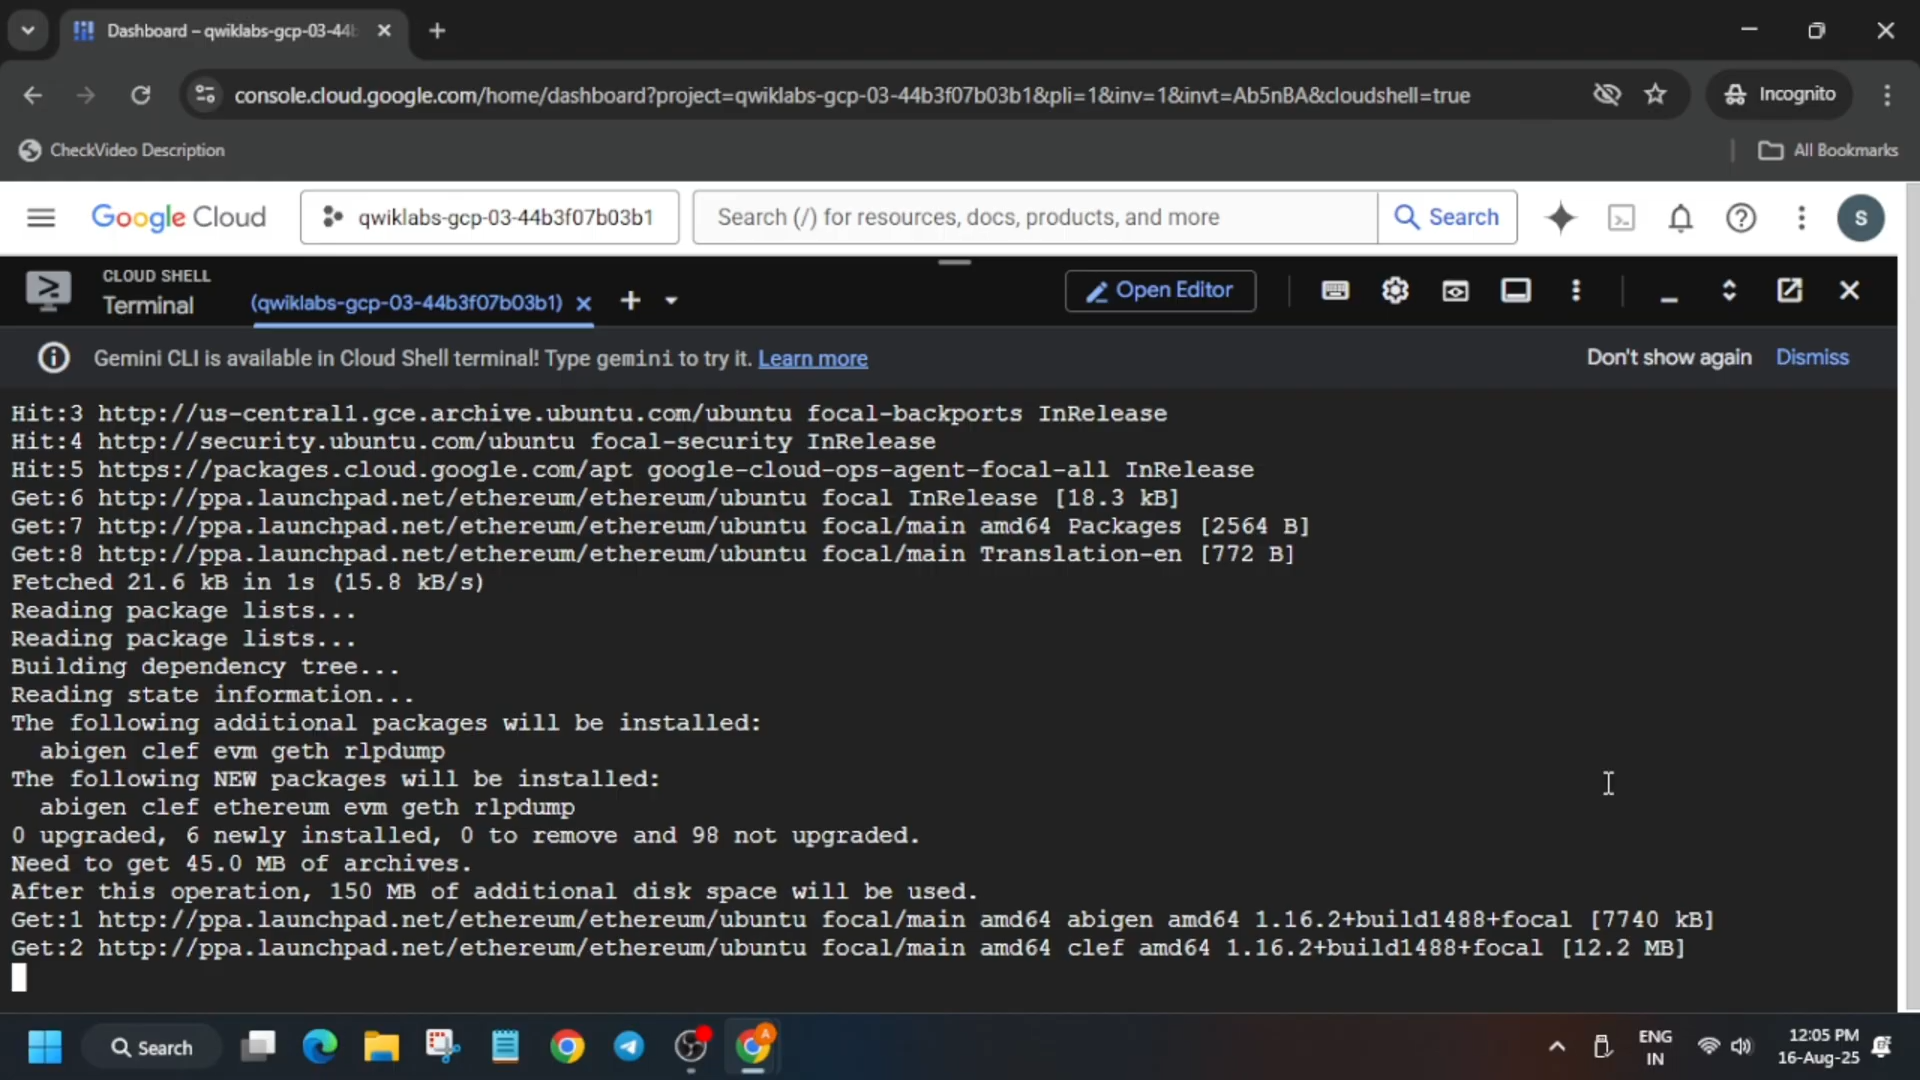 Dashboard – qwiklabs-gcp-03-44b
console.cloud.google.com/home/dashboard?project=qwiklabs-gcp-03-44b3f07b03b1&pli=1&inv=1&invt=Ab5nBA&cloudshell=true
Incognito
CheckVideo Description
All Bookmarks
Google Cloud
qwiklabs-gcp-03-44b3f07b03b1
Search (/) for resources, docs, products, and more
Search
S
CLOUD SHELL
Terminal
(qwiklabs-gcp-03-44b3f07b03b1)
Open Editor
Gemini CLI is available in Cloud Shell terminal! Type gemini to try it. Learn more
Don't show again
Dismiss
Hit:3 http://us-central1.gce.archive.ubuntu.com/ubuntu focal-backports InRelease
Hit:4 http://security.ubuntu.com/ubuntu focal-security InRelease
Hit:5 https://packages.cloud.google.com/apt google-cloud-ops-agent-focal-all InRelease
Get:6 http://ppa.launchpad.net/ethereum/ethereum/ubuntu focal InRelease [18.3 kB]
Get:7 http://ppa.launchpad.net/ethereum/ethereum/ubuntu focal/main amd64 Packages [2564 B]
Get:8 http://ppa.launchpad.net/ethereum/ethereum/ubuntu focal/main Translation-en [772 B]
Fetched 21.6 kB in 1s (15.8 kB/s)
Reading package lists...
Reading package lists...
Building dependency tree...
Reading state information...
The following additional packages will be installed:
abigen clef evm geth rlpdump
The following NEW packages will be installed:
abigen clef ethereum evm geth rlpdump
0 upgraded, 6 newly installed, 0 to remove and 98 not upgraded.
Need to get 45.0 MB of archives.
After this operation, 150 MB of additional disk space will be used.
Get:1 http://ppa.launchpad.net/ethereum/ethereum/ubuntu focal/main amd64 abigen amd64 1.16.2+build1488+focal [7740 kB]
Get:2 http://ppa.launchpad.net/ethereum/ethereum/ubuntu focal/main amd64 clef amd64 1.16.2+build1488+focal [12.2 MB]
Search
A
ENG
IN
12:05 PM
16-Aug-25